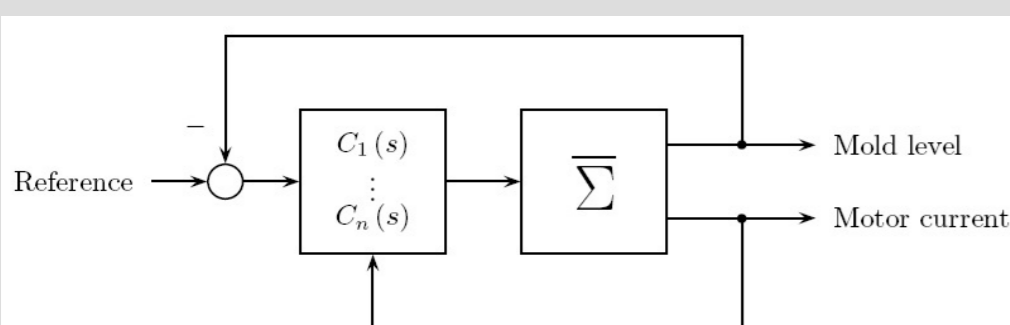 −
C₁ (s)
Mold level
Reference
⋮
∑̅
Cₙ (s)
Motor current